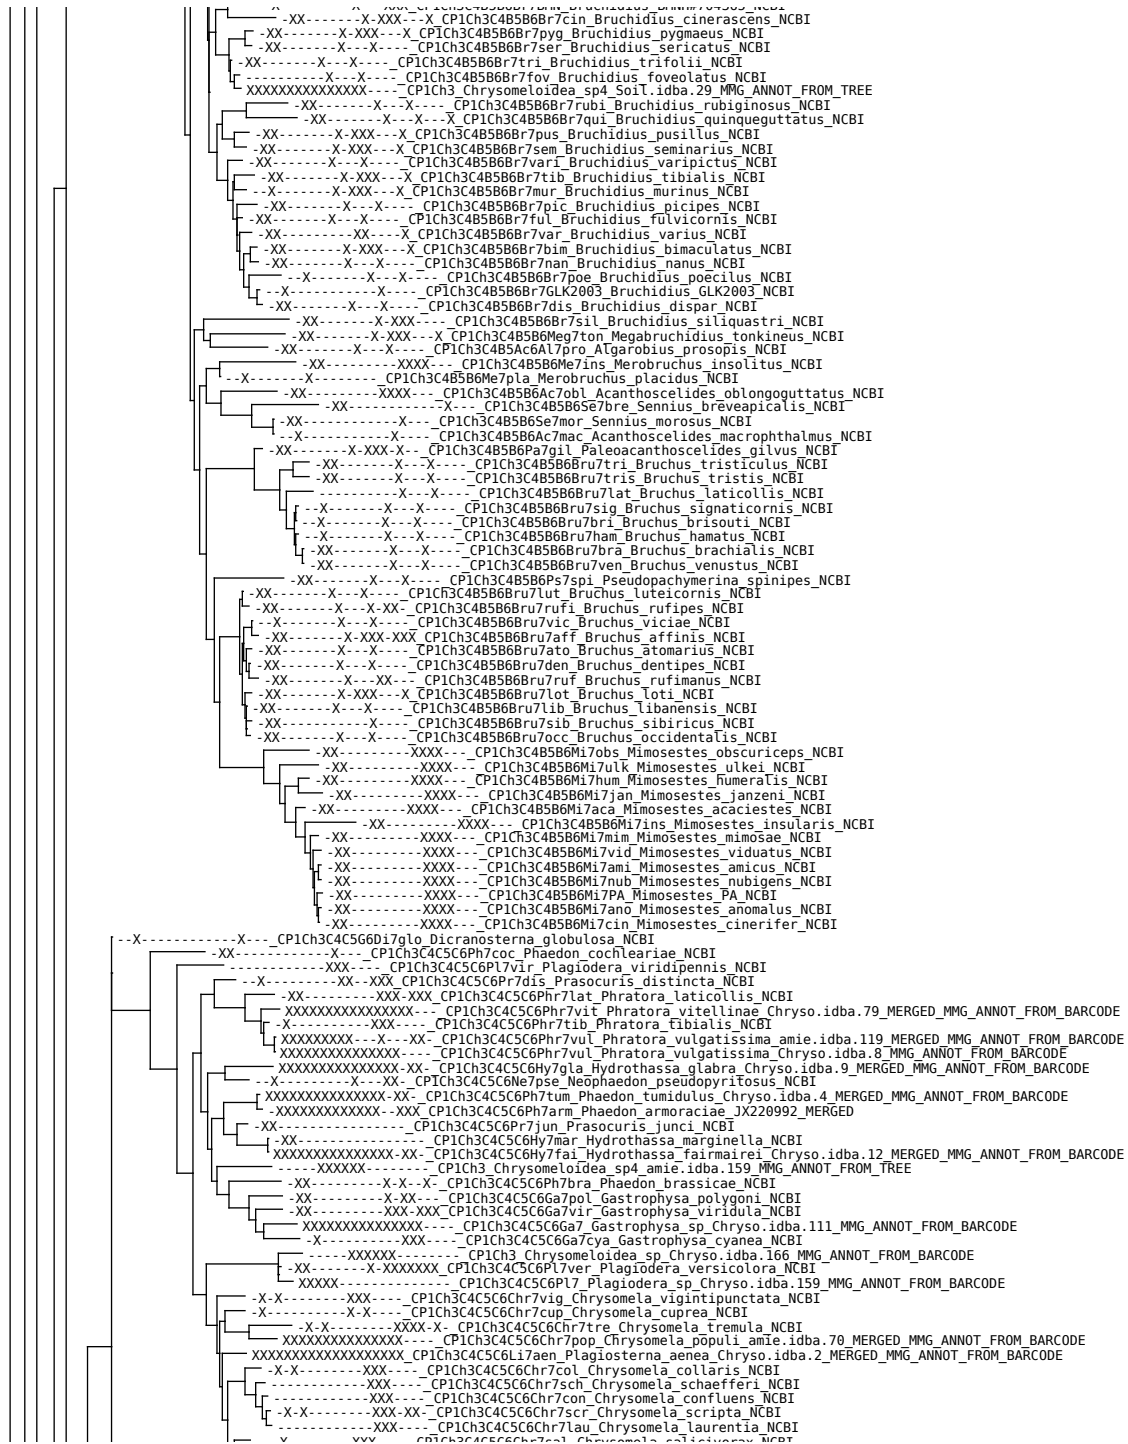 -XX-------X-XXX---X_CP1Ch3C4B5B6Br7cin_Bruchidius_cinerascens_NCBI
-XX-------X-XXX---X_CP1Ch3C4B5B6Br7pyg_Bruchidius_pygmaeus_NCBI
-XX-------X---X----_CP1Ch3C4B5B6Br7ser_Bruchidius_sericatus_NCBI
-XX-------X---X----_CP1Ch3C4B5B6Br7tri_Bruchidius_trifolii_NCBI
----------X---X----_CP1Ch3C4B5B6Br7fov_Bruchidius_foveolatus_NCBI
XXXXXXXXXXXXXXX----_CP1Ch3_Chrysomeloidea_sp4_Soil.idba.29_MMG_ANNOT_FROM_TREE
-XX-------X---X----_CP1Ch3C4B5B6Br7rubi_Bruchidius_rubiginosus_NCBI
-XX-------X---X---X_CP1Ch3C4B5B6Br7qui_Bruchidius_quinqueguttatus_NCBI
-XX-------X-XXX---X_CP1Ch3C4B5B6Br7pus_Bruchidius_pusillus_NCBI
-XX-------X-XXX---X_CP1Ch3C4B5B6Br7sem_Bruchidius_seminarius_NCBI
-XX-------X---X----_CP1Ch3C4B5B6Br7vari_Bruchidius_varipictus_NCBI
-XX-------X-XXX---X_CP1Ch3C4B5B6Br7tib_Bruchidius_tibialis_NCBI
--X-------X-XXX---X_CP1Ch3C4B5B6Br7mur_Bruchidius_murinus_NCBI
-XX-------X---X----_CP1Ch3C4B5B6Br7pic_Bruchidius_picipes_NCBI
-XX-------X---X----_CP1Ch3C4B5B6Br7ful_Bruchidius_fulvicornis_NCBI
-XX--------XX----X_CP1Ch3C4B5B6Br7var_Bruchidius_varius_NCBI
-XX-------X-XXX---X_CP1Ch3C4B5B6Br7bim_Bruchidius_bimaculatus_NCBI
-XX-------X---X----_CP1Ch3C4B5B6Br7nan_Bruchidius_nanus_NCBI
--X-------X---X----_CP1Ch3C4B5B6Br7poe_Bruchidius_poecilus_NCBI
--X-----------X----_CP1Ch3C4B5B6Br7GLK2003_Bruchidius_GLK2003_NCBI
-XX-------X---X----_CP1Ch3C4B5B6Br7dis_Bruchidius_dispar_NCBI
-XX-------X-XXX----_CP1Ch3C4B5B6Br7sil_Bruchidius_siliquastri_NCBI
-XX-------X-XXX---X_CP1Ch3C4B5B6Meg7ton_Megabruchidius_tonkineus_NCBI
-XX-------X---X----_CP1Ch3C4B5Ac6Al7pro_Algarobius_prosopis_NCBI
-XX---------XXXX---_CP1Ch3C4B5B6Me7ins_Merobruchus_insolitus_NCBI
--X-------X--------_CP1Ch3C4B5B6Me7pla_Merobruchus_placidus_NCBI
-XX---------XXXX---_CP1Ch3C4B5B6Ac7obl_Acanthoscelides_oblongoguttatus_NCBI
-XX------------X---_CP1Ch3C4B5B6Se7bre_Sennius_breveapicalis_NCBI
-XX------------X---_CP1Ch3C4B5B6Se7mor_Sennius_morosus_NCBI
--X-----------X----_CP1Ch3C4B5B6Ac7mac_Acanthoscelides_macrophthalmus_NCBI
-XX-------X-XXX-X--_CP1Ch3C4B5B6Pa7gil_Paleoacanthoscelides_gilvus_NCBI
-XX-------X---X----_CP1Ch3C4B5B6Bru7tri_Bruchus_tristiculus_NCBI
-XX-------X---X----_CP1Ch3C4B5B6Bru7tris_Bruchus_tristis_NCBI
----------X---X----_CP1Ch3C4B5B6Bru7lat_Bruchus_laticollis_NCBI
--X-------X---X----_CP1Ch3C4B5B6Bru7sig_Bruchus_signaticornis_NCBI
--X-------X---X----_CP1Ch3C4B5B6Bru7bri_Bruchus_brisouti_NCBI
--X-------X---X----_CP1Ch3C4B5B6Bru7ham_Bruchus_hamatus_NCBI
-XX-------X---X----_CP1Ch3C4B5B6Bru7bra_Bruchus_brachialis_NCBI
-XX-------X---X----_CP1Ch3C4B5B6Bru7ven_Bruchus_venustus_NCBI
-XX-------X---X----_CP1Ch3C4B5B6Ps7spi_Pseudopachymerina_spinipes_NCBI
-XX-------X---X----_CP1Ch3C4B5B6Bru7lut_Bruchus_luteicornis_NCBI
-XX-------X---X-XX-_CP1Ch3C4B5B6Bru7rufi_Bruchus_rufipes_NCBI
--X-------X---X----_CP1Ch3C4B5B6Bru7vic_Bruchus_viciae_NCBI
-XX-------X-XXX-XXX_CP1Ch3C4B5B6Bru7aff_Bruchus_affinis_NCBI
-XX-------X---X----_CP1Ch3C4B5B6Bru7ato_Bruchus_atomarius_NCBI
-XX-------X---X----_CP1Ch3C4B5B6Bru7den_Bruchus_dentipes_NCBI
-XX-------X---XX---_CP1Ch3C4B5B6Bru7ruf_Bruchus_rufimanus_NCBI
-XX-------X-XXX---X_CP1Ch3C4B5B6Bru7lot_Bruchus_loti_NCBI
-XX-------X---X----_CP1Ch3C4B5B6Bru7lib_Bruchus_libanensis_NCBI
-XX-----------X----_CP1Ch3C4B5B6Bru7sib_Bruchus_sibiricus_NCBI
-XX-------X---X----_CP1Ch3C4B5B6Bru7occ_Bruchus_occidentalis_NCBI
-XX---------XXXX---_CP1Ch3C4B5B6Mi7obs_Mimosestes_obscuriceps_NCBI
-XX---------XXXX---_CP1Ch3C4B5B6Mi7ulk_Mimosestes_ulkei_NCBI
-XX---------XXXX---_CP1Ch3C4B5B6Mi7hum_Mimosestes_humeralis_NCBI
-XX---------XXXX---_CP1Ch3C4B5B6Mi7jan_Mimosestes_janzeni_NCBI
-XX---------XXXX---_CP1Ch3C4B5B6Mi7aca_Mimosestes_acaciestes_NCBI
-XX---------XXXX---_CP1Ch3C4B5B6Mi7ins_Mimosestes_insularis_NCBI
-XX---------XXXX---_CP1Ch3C4B5B6Mi7mim_Mimosestes_mimosae_NCBI
-XX---------XXXX---_CP1Ch3C4B5B6Mi7vid_Mimosestes_viduatus_NCBI
-XX---------XXXX---_CP1Ch3C4B5B6Mi7ami_Mimosestes_amicus_NCBI
-XX---------XXXX---_CP1Ch3C4B5B6Mi7nub_Mimosestes_nubigens_NCBI
-XX---------XXXX---_CP1Ch3C4B5B6Mi7PA_Mimosestes_PA_NCBI
-XX---------XXXX---_CP1Ch3C4B5B6Mi7ano_Mimosestes_anomalus_NCBI
-XX---------XXXX---_CP1Ch3C4B5B6Mi7cin_Mimosestes_cinerifer_NCBI
--X------------X---_CP1Ch3C4C5G6Di7glo_Dicranosterna_globulosa_NCBI
-XX------------X---_CP1Ch3C4C5C6Ph7coc_Phaedon_cochleariae_NCBI
------------XXX----_CP1Ch3C4C5C6Pl7vir_Plagiodera_viridipennis_NCBI
--X---------XX--XXX_CP1Ch3C4C5C6Pr7dis_Prasocuris_distincta_NCBI
-XX---------XXX-XXX_CP1Ch3C4C5C6Phr7lat_Phratora_laticollis_NCBI
XXXXXXXXXXXXXXXX---_CP1Ch3C4C5C6Phr7vit_Phratora_vitellinae_Chryso.idba.79_MERGED_MMG_ANNOT_FROM_BARCODE
-X----------XXX----_CP1Ch3C4C5C6Phr7tib_Phratora_tibialis_NCBI
XXXXXXXXX---X---XX-_CP1Ch3C4C5C6Phr7vul_Phratora_vulgatissima_amie.idba.119_MERGED_MMG_ANNOT_FROM_BARCODE
XXXXXXXXXXXXXXX----_CP1Ch3C4C5C6Phr7vul_Phratora_vulgatissima_Chryso.idba.8_MMG_ANNOT_FROM_BARCODE
XXXXXXXXXXXXXXX-XX-_CP1Ch3C4C5C6Hy7gla_Hydrothassa_glabra_Chryso.idba.9_MERGED_MMG_ANNOT_FROM_BARCODE
--X---------X---XX-_CP1Ch3C4C5C6Ne7pse_Neophaedon_pseudopyritosus_NCBI
XXXXXXXXXXXXXXX-XX-_CP1Ch3C4C5C6Ph7tum_Phaedon_tumidulus_Chryso.idba.4_MERGED_MMG_ANNOT_FROM_BARCODE
-XXXXXXXXXXXXX--XXX_CP1Ch3C4C5C6Ph7arm_Phaedon_armoraciae_JX220992_MERGED
-XX----------------_CP1Ch3C4C5C6Pr7jun_Prasocuris_junci_NCBI
-XX----------------_CP1Ch3C4C5C6Hy7mar_Hydrothassa_marginella_NCBI
XXXXXXXXXXXXXXX-XX-_CP1Ch3C4C5C6Hy7fai_Hydrothassa_fairmairei_Chryso.idba.12_MERGED_MMG_ANNOT_FROM_BARCODE
-----XXXXXX--------_CP1Ch3_Chrysomeloidea_sp4_amie.idba.159_MMG_ANNOT_FROM_TREE
-XX---------X-X--X-_CP1Ch3C4C5C6Ph7bra_Phaedon_brassicae_NCBI
-XX---------X-XX---_CP1Ch3C4C5C6Ga7pol_Gastrophysa_polygoni_NCBI
-XX---------XXX-XXX_CP1Ch3C4C5C6Ga7vir_Gastrophysa_viridula_NCBI
XXXXXXXXXXXXXXX----_CP1Ch3C4C5C6Ga7_Gastrophysa_sp_Chryso.idba.111_MMG_ANNOT_FROM_BARCODE
-X----------XXX----_CP1Ch3C4C5C6Ga7cya_Gastrophysa_cyanea_NCBI
-----XXXXXX--------_CP1Ch3_Chrysomeloidea_sp_Chryso.idba.166_MMG_ANNOT_FROM_BARCODE
-XX-------X-XXXXXXX_CP1Ch3C4C5C6Pl7ver_Plagiodera_versicolora_NCBI
XXXXX--------------_CP1Ch3C4C5C6Pl7_Plagiodera_sp_Chryso.idba.159_MMG_ANNOT_FROM_BARCODE
-X-X--------XXX----_CP1Ch3C4C5C6Chr7vig_Chrysomela_vigintipunctata_NCBI
-X----------X-X----_CP1Ch3C4C5C6Chr7cup_Chrysomela_cuprea_NCBI
-X-X--------XXXX-X-_CP1Ch3C4C5C6Chr7tre_Chrysomela_tremula_NCBI
XXXXXXXXXXXXXXX----_CP1Ch3C4C5C6Chr7pop_Chrysomela_populi_amie.idba.70_MERGED_MMG_ANNOT_FROM_BARCODE
XXXXXXXXXXXXXXXXXXX_CP1Ch3C4C5C6Li7aen_Plagiosterna_aenea_Chryso.idba.2_MERGED_MMG_ANNOT_FROM_BARCODE
-X-X--------XXX----_CP1Ch3C4C5C6Chr7col_Chrysomela_collaris_NCBI
------------XXX----_CP1Ch3C4C5C6Chr7sch_Chrysomela_schaefferi_NCBI
------------XXX----_CP1Ch3C4C5C6Chr7con_Chrysomela_confluens_NCBI
-X-X--------XXX-XX-_CP1Ch3C4C5C6Chr7scr_Chrysomela_scripta_NCBI
------------XXX----_CP1Ch3C4C5C6Chr7lau_Chrysomela_laurentia_NCBI